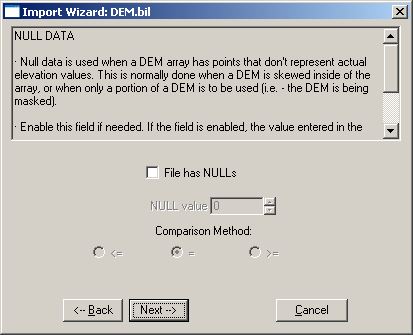 Import Wizard: DEM.bil
NULL DATA
· Null data is used when a DEM array has points that don't represent actual
elevation values. This is normally done when a DEM is skewed inside of the
array, or when only a portion of a DEM is to be used (i.e. - the DEM is being
masked).
· Enable this field if needed. If the field is enabled, the value entered in the
File has NULLs
NULL value 0
Comparison Method:
<= = >=
<-- Back Next --> Cancel